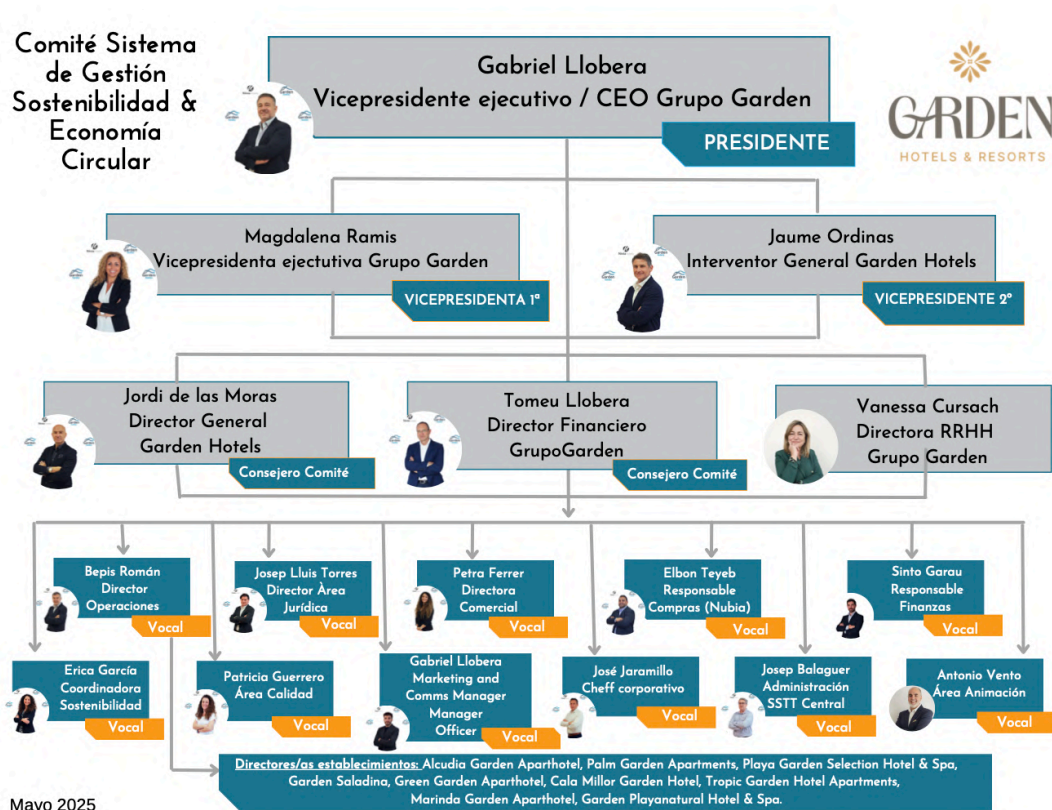 Comité Sistema
de Gestión
Sostenibilidad &
Economía
Circular
Gabriel Llobera
Vicepresidente ejecutivo / CEO Grupo Garden
PRESIDENTE
GARDEN
HOTELS & RESORTS
Magdalena Ramis
Vicepresidenta ejectutiva Grupo Garden
VICEPRESIDENTA 1ª
Jaume Ordinas
Interventor General Garden Hotels
VICEPRESIDENTE 2º
Jordi de las Moras
Director General
Garden Hotels
Consejero Comité
Tomeu Llobera
Director Financiero
GrupoGarden
Consejero Comité
Vanessa Cursach
Directora RRHH
Grupo Garden
Bepis Román
Director
Operaciones
Vocal
Josep Lluis Torres
Director Àrea
Jurídica
Vocal
Petra Ferrer
Directora
Comercial
Vocal
Elbon Teyeb
Responsable
Compras (Nubia)
Vocal
Sinto Garau
Responsable
Finanzas
Vocal
Erica García
Coordinadora
Sostenibilidad
Vocal
Patricia Guerrero
Área Calidad
Vocal
Gabriel Llobera
Marketing and
Comms Manager
Manager
Officer
Vocal
José Jaramillo
Cheff corporativo
Vocal
Josep Balaguer
Administración
SSTT Central
Vocal
Antonio Vento
Área Animación
Vocal
Directores/as establecimientos: Alcudia Garden Aparthotel, Palm Garden Apartments, Playa Garden Selection Hotel & Spa,
Garden Saladina, Green Garden Aparthotel, Cala Millor Garden Hotel, Tropic Garden Hotel Apartments,
Marinda Garden Aparthotel, Garden Playanatural Hotel & Spa.
Mayo 2025